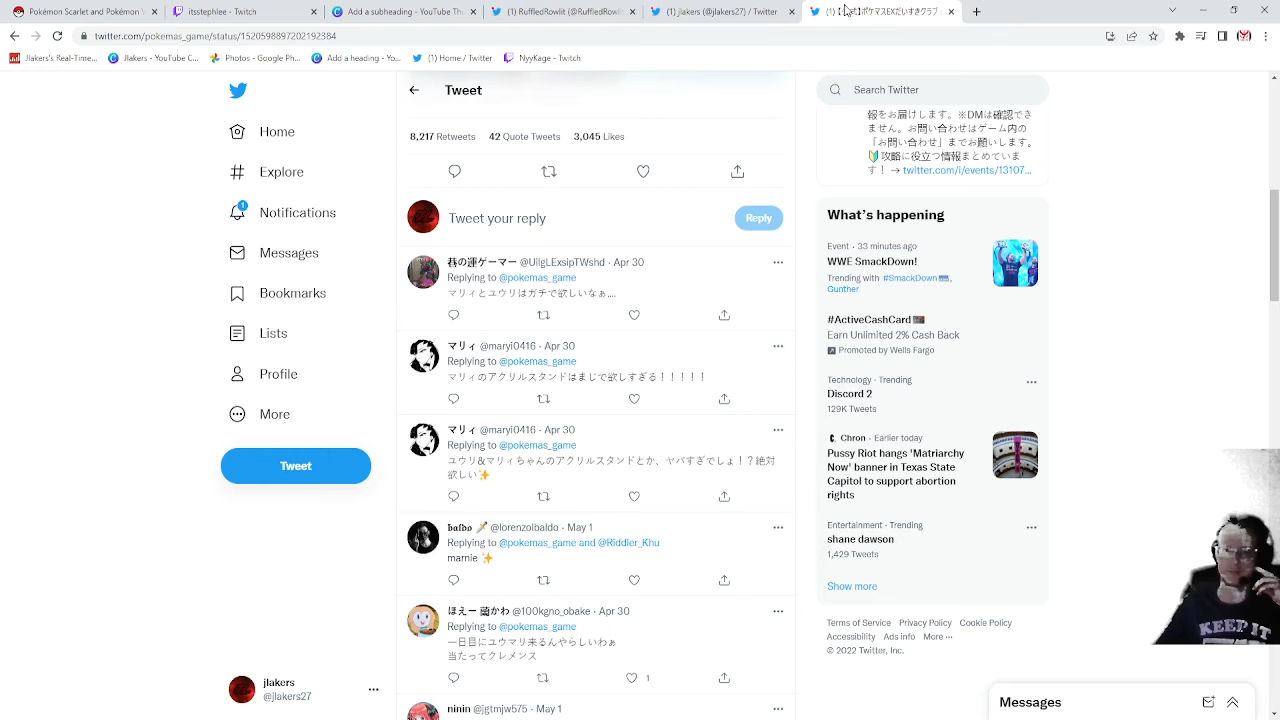 Pokémon Scarlet and Pokémon V
itsstephlee - Twitch
Add a subheading - YouTube Th
(1) RuffledRowlit (@RuffledRowli
(1) jlakers (@jlakers27) / Twitter
twitter.com/pokemas_game/status/1520598897202192384
Jlakers's Real-Time...
Jlakers - YouTube C...
Google Photos - Google Ph...
Add a heading - Yo...
(1) Home / Twitter
NyyKage - Twitch
Home
Explore
1
Notifications
Messages
Bookmarks
Lists
Profile
More
Tweet
jlakers
@jlakers27
Tweet
8,217 Retweets 42 Quote Tweets 3,045 Likes
Tweet your reply
Reply
@UilgLExsipTWshd · Apr 30
Replying to @pokemas_game
マリィとユウリはガチで欲しいなぁ....
マリィ @maryi0416 · Apr 30
Replying to @pokemas_game
マリィのアクリルスタンドはまじで欲しすぎる！！！！！
マリィ @maryi0416 · Apr 30
Replying to @pokemas_game
ユウリ&マリィちゃんのアクリルスタンドとか、ヤバすぎでしょ！？絶対
欲しい✨
baíbo @lorenzolbaldo · May 1
Replying to @pokemas_game and @Riddler_Khu
marnie ✨
ほえー 蘭かわ @100kgno_obake · Apr 30
Replying to @pokemas_game
一日目にユウマリ来るんやらしいわぁ
当たってクレメンス
1
ninin @jgtmjw575 · May 1
Search Twitter
報をお届けします。※DMは確認でき
ません。お問い合わせはゲーム内の
「お問い合わせ」までお願いします。
🔰攻略に役立つ情報まとめていま
す！ → twitter.com/i/events/13107...
What's happening
Event · 33 minutes ago
WWE SmackDown!
Trending with #SmackDown,
Gunther
#ActiveCashCard
Earn Unlimited 2% Cash Back
Promoted by Wells Fargo
Technology · Trending
Discord 2
129K Tweets
Chron · Earlier today
Pussy Riot hangs 'Matriarchy
Now' banner in Texas State
Capitol to support abortion
rights
Entertainment · Trending
shane dawson
1,429 Tweets
Show more
Terms of Service Privacy Policy Cookie Policy
Accessibility Ads info More ···
© 2022 Twitter, Inc.
KEEP IT
Messages